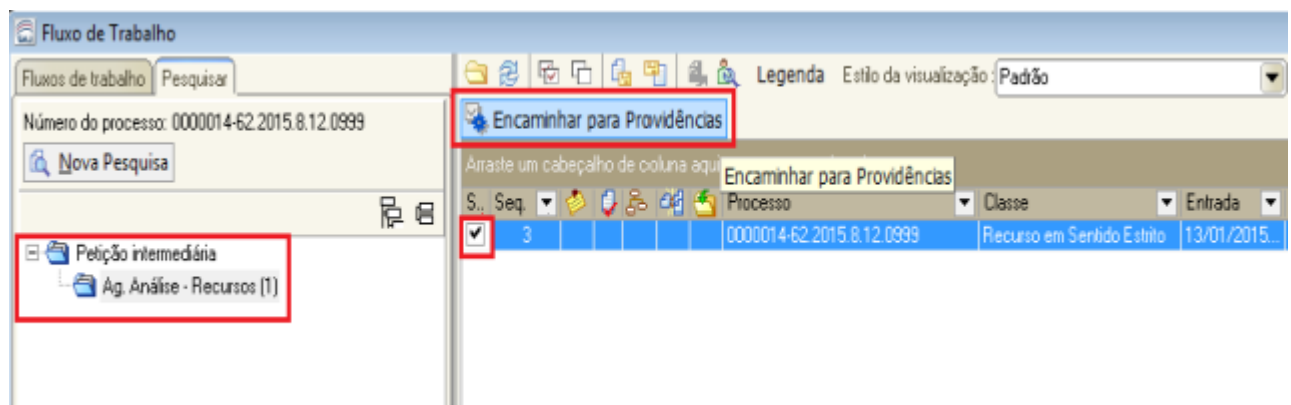 Fluxo de Trabalho
Fluxos de trabalho Pesquisar
Número do processo: 0000014-62.2015.8.12.0999
Nova Pesquisa
Petição intermediária
Ag. Análise - Recursos (1)
Legenda Estilo da visualização : Padrão
Encaminhar para Providências
Arraste um cabeçalho de coluna aqui
Encaminhar para Providências
S.. Seq. Processo Classe Entrada
3 0000014-62.2015.8.12.0999 Recurso em Sentido Estrito 13/01/2015...